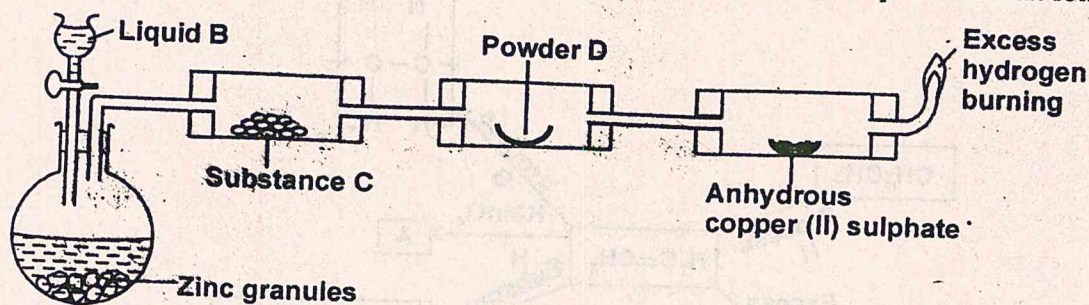 Liquid B
Powder D
Excess
hydrogen
burning
Substance C
Anhydrous
copper (II) sulphate
Zinc granules